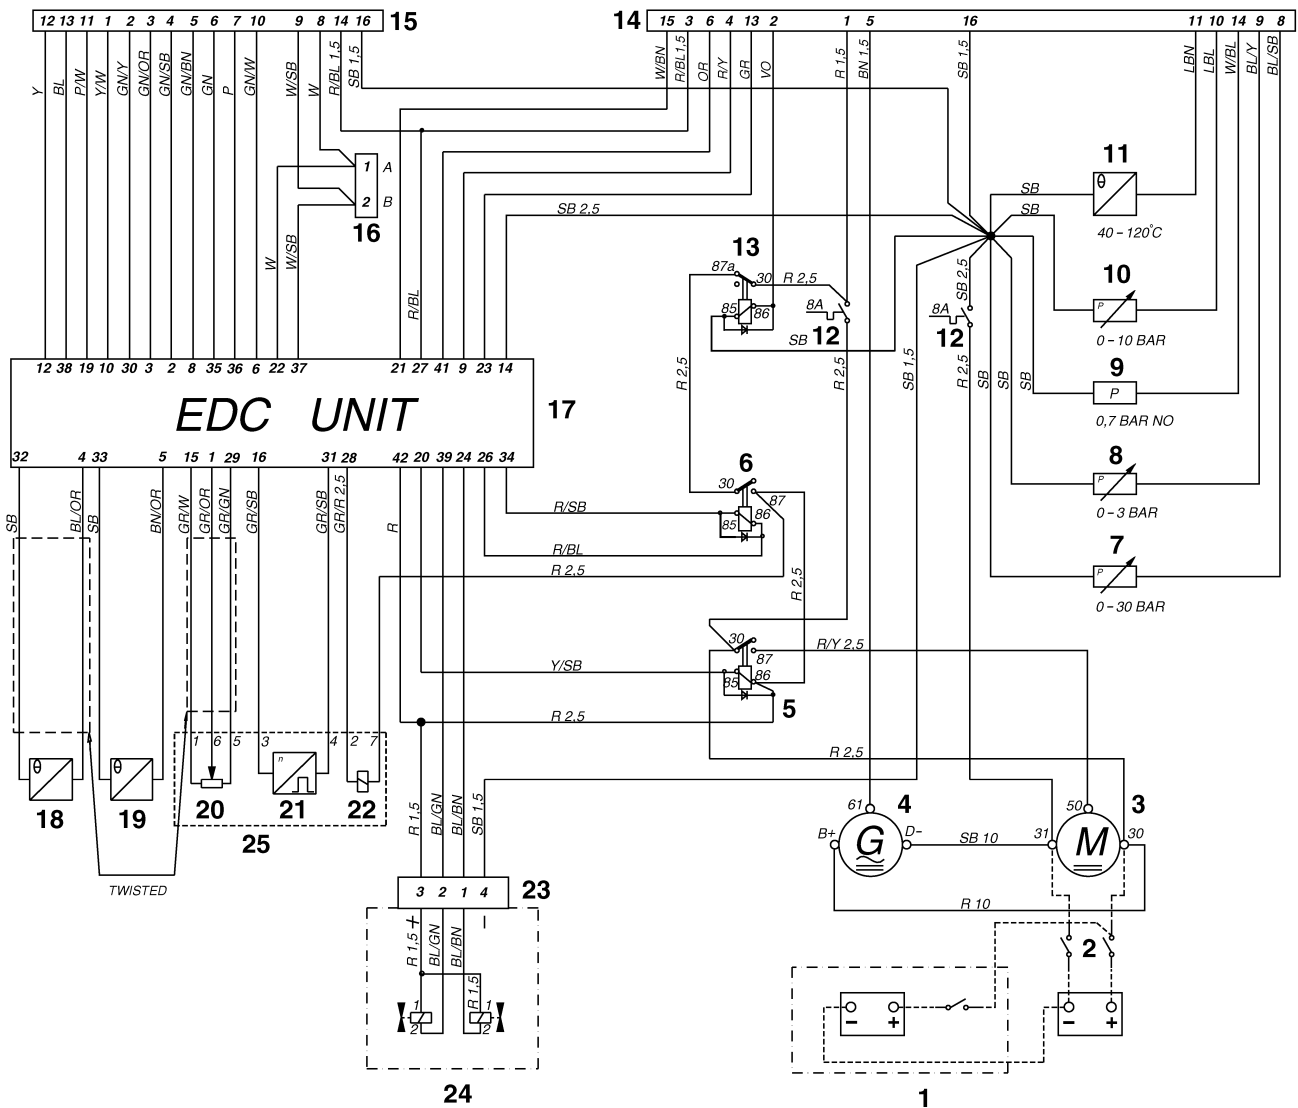 12 13 11 1 2 3 4 5 6 7 10 9 8 14 16 15
14 15 3 6 4 13 2 1 5 16 11 10 14 9 8
Y
BL
P/W
Y/W
GN/Y
GN/OR
GN/SB
GN/BN
GN
P
GN/W
W/SB
W
R/BL 1,5
SB 1,5
W/BN
R/BL1,5
OR
R/Y
GR
VO
R 1,5
BN 1,5
SB 1,5
LBN
LBL
W/BL
BL/Y
BL/SB
1 A
2 B
16
W
W/SB
R/BL
SB 2,5
11
θ
SB
SB
40 – 120°C
13
87a
30
R 2,5
85
86
8A
12
SB
SB 2,5
8A
12
10
P
0 – 10 BAR
R 2,5
R 2,5
SB 1,5
R 2,5
SB
SB
SB
9
P
0,7 BAR NO
12 38 19 10 30 3 2 8 35 36 6 22 37 21 27 41 9 23 14
EDC UNIT
17
32 4 33 5 15 1 29 16 31 28 42 20 39 24 26 34
8
P
0 – 3 BAR
6
30
87
85
86
SB
BL/OR
SB
BN/OR
GR/W
GR/OR
GR/GN
GR/SB
GR/SB
GR/R 2,5
R
R/SB
R/BL
R 2,5
R 2,5
7
P
0 – 30 BAR
30
87
85
86
5
R/Y 2,5
Y/SB
R 2,5
R 2,5
1 6 5 3 4 2 7
θ
18
θ
19
20
n
21
22
25
TWISTED
R 1,5
BL/GN
BL/BN
SB 1,5
3 2 1 4
23
+
–
R 1,5
BL/GN
BL/BN
R 1,5
1
2
1
2
24
61
4
B+
G
D–
SB 10
50
3
31
M
30
R 10
2
– +
– +
1